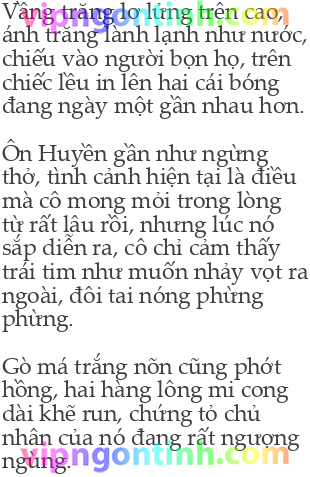 Vầng trăng lơ lửng trên cao,
ánh trăng lành lạnh như nước,
chiếu vào người bọn họ, trên
chiếc lều in lên hai cái bóng
đang ngày một gần nhau hơn.
Ôn Huyền gần như ngừng
thở, tình cảnh hiện tại là điều
mà cô mong mỏi trong lòng
từ rất lâu rồi, nhưng lúc nó
sắp diễn ra, cô chỉ cảm thấy
trái tim như muốn nhảy vọt ra
ngoài, đôi tai nóng phừng
phừng.
Gò má trắng nõn cũng phớt
hồng, hai hàng lông mi cong
dài khẽ run, chứng tỏ chủ
nhân của nó đang rất ngượng
ngùng.
vipngontinh.com
vipngontinh.com